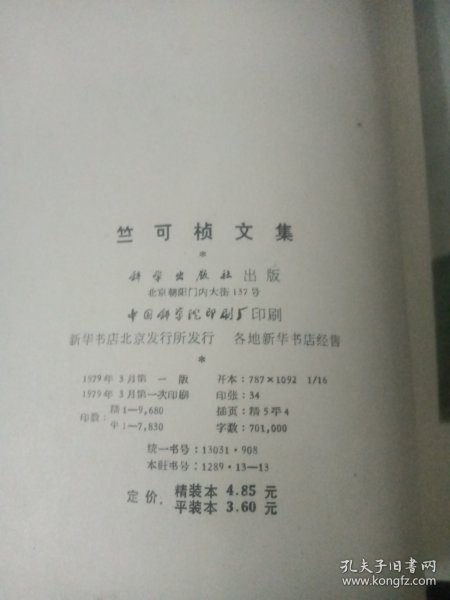 竺可桢文集
*
科学出版社 出版
北京朝阳门内大街 137 号
中国科学院印刷厂 印刷
新华书店北京发行所发行 各地新华书店经售
*
1979年3月第一版 开本：787×1092 1/16
1979年3月第一次印刷 印张：34
印数：精1—9,680 平1—7,830 插页：精5平4
字数：701,000
统一书号：13031·908
本社书号：1289·13—13
定价：精装本 4.85 元
平装本 3.60 元
孔夫子旧书网
www.kongfz.com